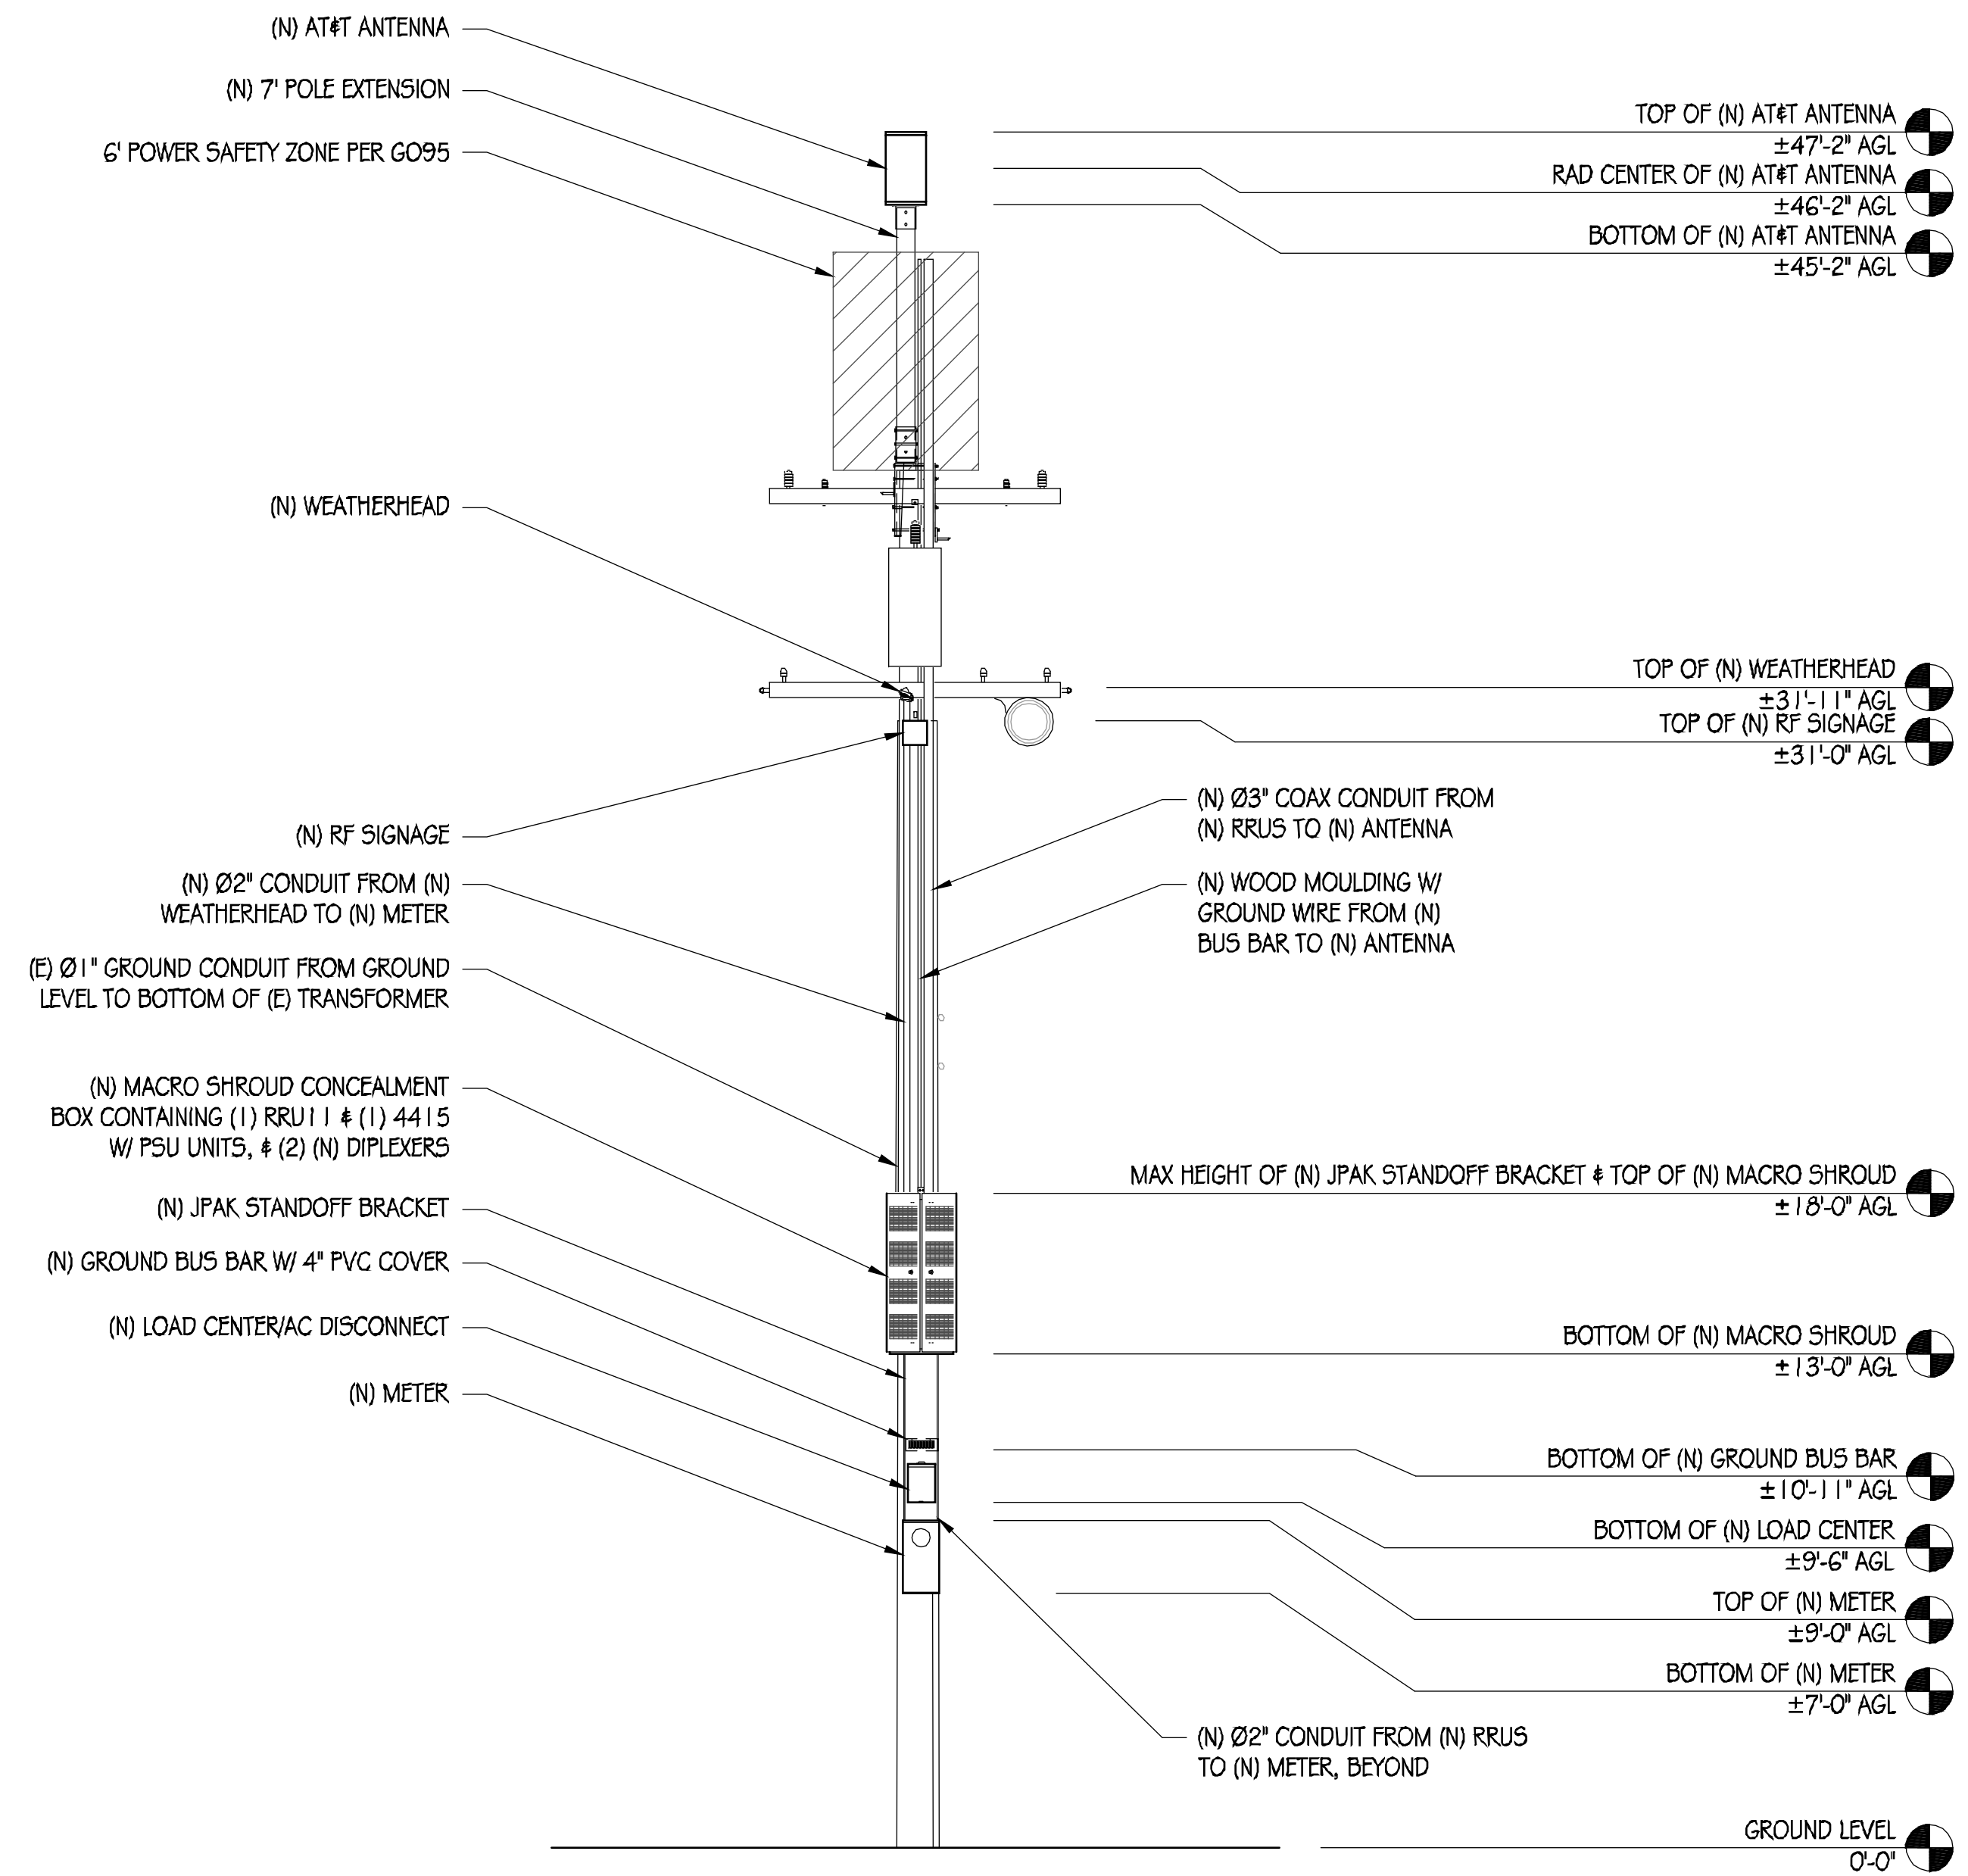 (N) AT&T ANTENNA
(N) 7' POLE EXTENSION
6' POWER SAFETY ZONE PER GO95
(N) WEATHERHEAD
(N) RF SIGNAGE
(N) Ø2" CONDUIT FROM (N)
WEATHERHEAD TO (N) METER
(E) Ø1" GROUND CONDUIT FROM GROUND
LEVEL TO BOTTOM OF (E) TRANSFORMER
(N) MACRO SHROUD CONCEALMENT
BOX CONTAINING (1) RRU11 & (1) 4415
W/ PSU UNITS, & (2) (N) DIPLEXERS
(N) JPAK STANDOFF BRACKET
(N) GROUND BUS BAR W/ 4" PVC COVER
(N) LOAD CENTER/AC DISCONNECT
(N) METER
(N) Ø3" COAX CONDUIT FROM
(N) RRUS TO (N) ANTENNA
(N) WOOD MOULDING W/
GROUND WIRE FROM (N)
BUS BAR TO (N) ANTENNA
(N) Ø2" CONDUIT FROM (N) RRUS
TO (N) METER, BEYOND
TOP OF (N) AT&T ANTENNA
±47'-2" AGL
RAD CENTER OF (N) AT&T ANTENNA
±46'-2" AGL
BOTTOM OF (N) AT&T ANTENNA
±45'-2" AGL
TOP OF (N) WEATHERHEAD
±31'-11" AGL
TOP OF (N) RF SIGNAGE
±31'-0" AGL
MAX HEIGHT OF (N) JPAK STANDOFF BRACKET & TOP OF (N) MACRO SHROUD
±18'-0" AGL
BOTTOM OF (N) MACRO SHROUD
±13'-0" AGL
BOTTOM OF (N) GROUND BUS BAR
±10'-11" AGL
BOTTOM OF (N) LOAD CENTER
±9'-6" AGL
TOP OF (N) METER
±9'-0" AGL
BOTTOM OF (N) METER
±7'-0" AGL
GROUND LEVEL
0'-0"